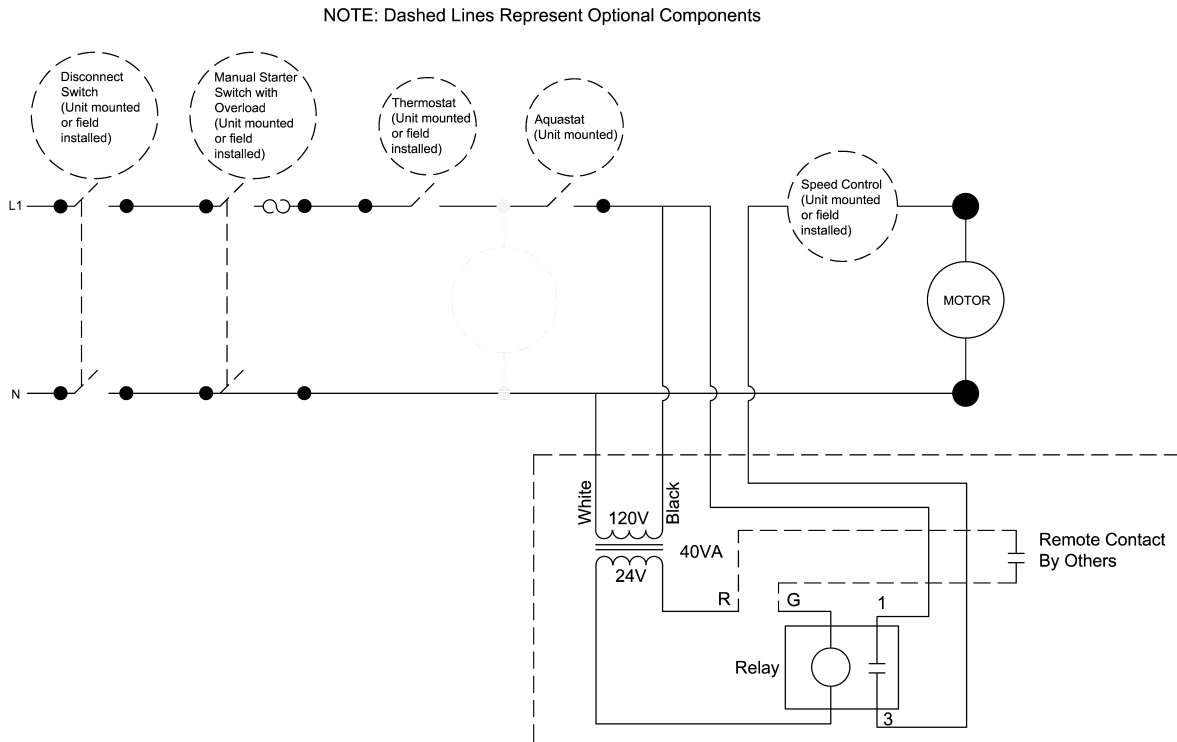 NOTE: Dashed Lines Represent Optional Components
Disconnect
Switch
(Unit mounted
or field
installed)
Manual Starter
Switch with
Overload
(Unit mounted
or field
installed)
Thermostat
(Unit mounted
or field
installed)
Aquastat
(Unit mounted)
Speed Control
(Unit mounted
or field
installed)
L1
MOTOR
N
White
Black
120V
40VA
24V
Remote Contact
By Others
R
G
1
Relay
3